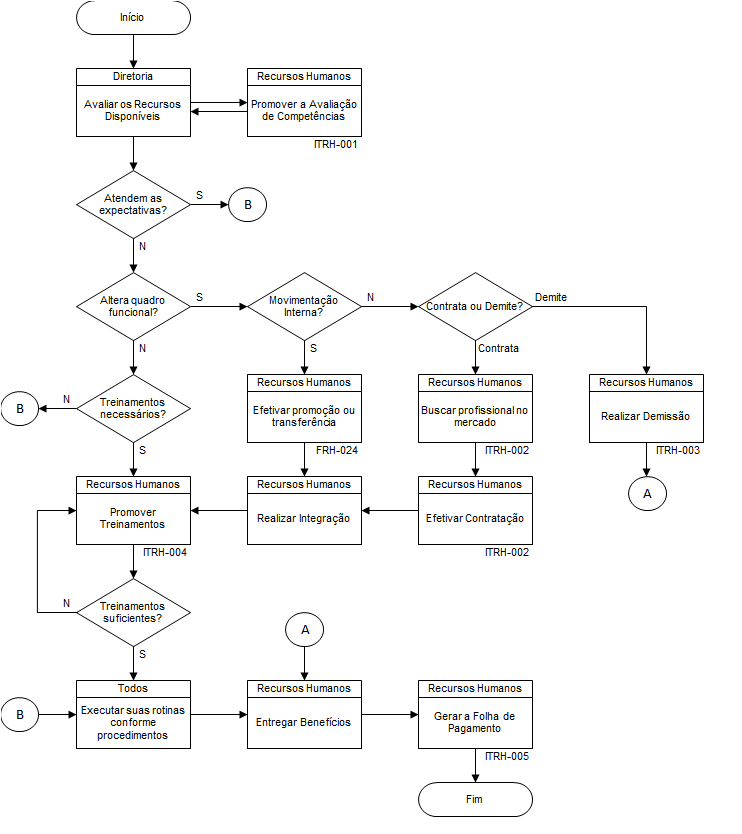 Início
Diretoria
Avaliar os Recursos
Disponíveis
Recursos Humanos
Promover a Avaliação
de Competências
ITRH-001
Atendem as
expectativas?
S
B
N
Altera quadro
funcional?
S
Movimentação
Interna?
N
Contrata ou Demite?
Demite
N
S
Contrata
Treinamentos
necessários?
N
B
S
Recursos Humanos
Efetivar promoção ou
transferência
FRH-024
Recursos Humanos
Buscar profissional no
mercado
ITRH-002
Recursos Humanos
Realizar Demissão
ITRH-003
A
Recursos Humanos
Promover
Treinamentos
ITRH-004
Recursos Humanos
Realizar Integração
Recursos Humanos
Efetivar Contratação
ITRH-002
Treinamentos
suficientes?
N
S
A
B
Todos
Executar suas rotinas
conforme
procedimentos
Recursos Humanos
Entregar Benefícios
Recursos Humanos
Gerar a Folha de
Pagamento
ITRH-005
Fim